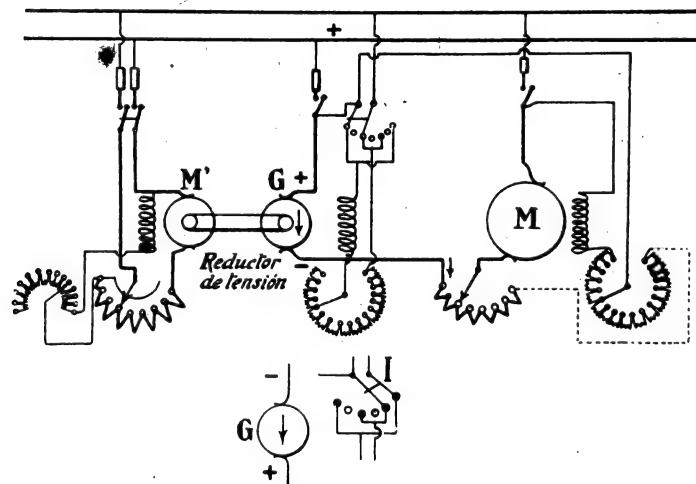 +
M'
G +
M
Reductor
de tensión
−
−
I
G
+